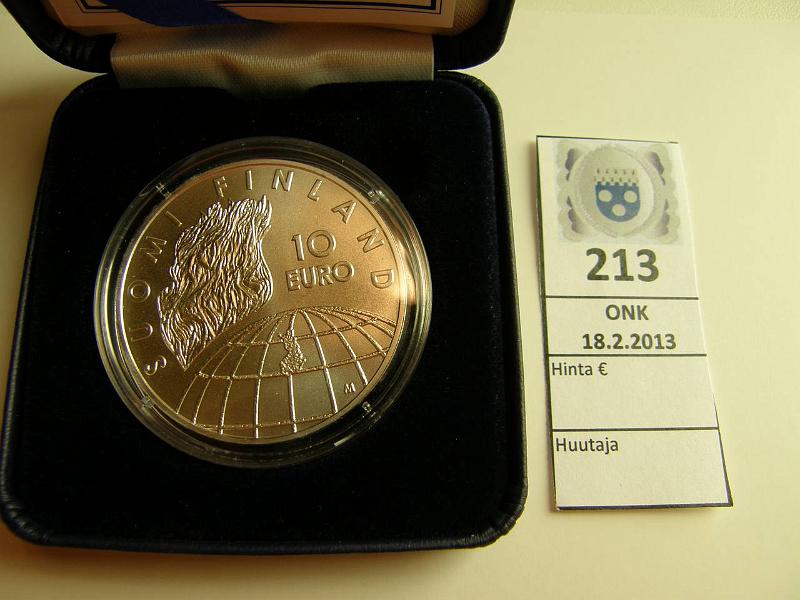 SUOMI FINLAND
10
EURO
M
213
ONK
18.2.2013
Hinta €
Huutaja